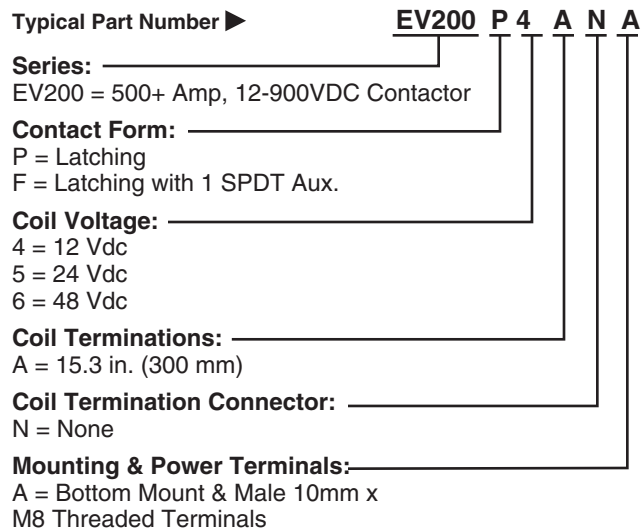 Typical Part Number ▶ EV200 P 4 A N A
Series:
EV200 = 500+ Amp, 12-900VDC Contactor
Contact Form:
P = Latching
F = Latching with 1 SPDT Aux.
Coil Voltage:
4 = 12 Vdc
5 = 24 Vdc
6 = 48 Vdc
Coil Terminations:
A = 15.3 in. (300 mm)
Coil Termination Connector:
N = None
Mounting & Power Terminals:
A = Bottom Mount & Male 10mm x
M8 Threaded Terminals